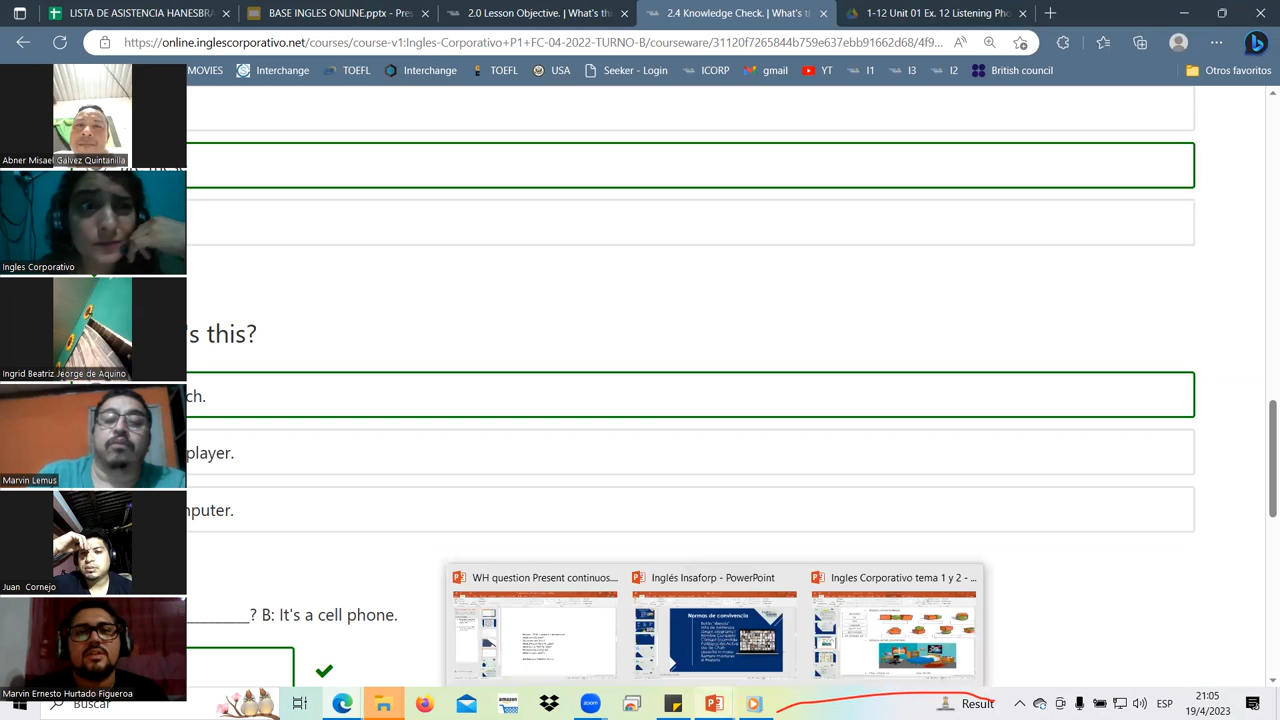 LISTA DE ASISTENCIA HANESBRA
BASE INGLES ONLINE.pptx - Pres
2.0 Lesson Objective. | What's thi
2.4 Knowledge Check. | What's ti
1-12 Unit 01 Ex. 12 Listening Pho
https://online.inglescorporativo.net/courses/course-v1:Ingles-Corporativo+P1+FC-04-2022-TURNO-B/courseware/31120f7265844b759e637ebb91662d68/4f9...
MOVIES Interchange TOEFL Interchange TOEFL USA Seeker - Login ICORP gmail YT I1 I3 I2 British council Otros favoritos
Abner Misael Galvez Quintanilla
Ingles Corporativo
's this?
Ingrid Beatriz Jeorge de Aquino
ch.
player.
Marvin Lemus
nputer.
Wh question Present continuos....
Inglés Insaforp - PowerPoint
Ingles Corporativo tema 1 y 2 - ...
Juan Cornejo
Normas de convivencia
? B: It's a cell phone.
Marvin Ernesto Hurtado Figueroa
Buscar
amazon
zoom
Result
ESP
21:05
19/4/2023